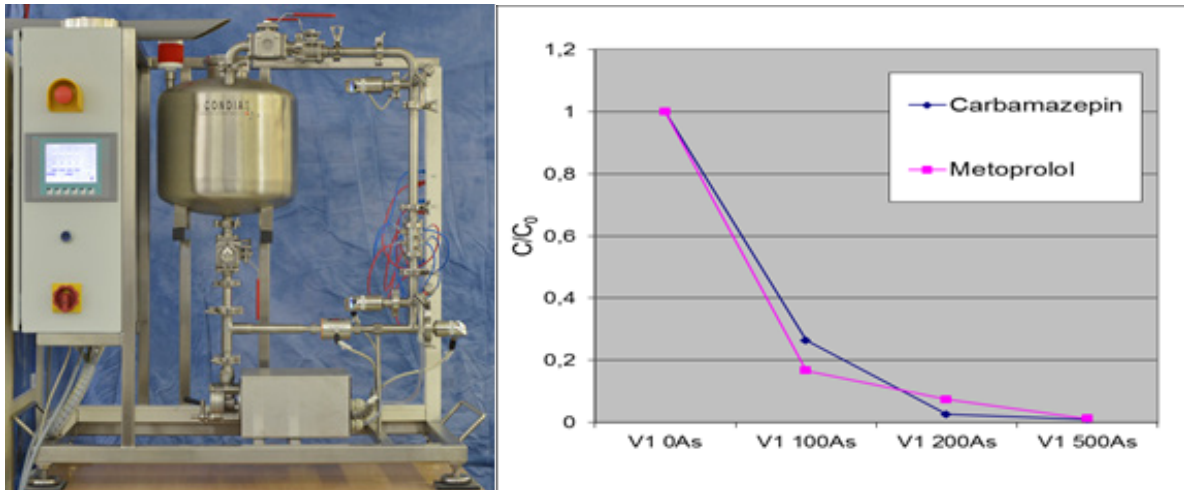 CONDIAS
1,2
1
0,8
0,6
0,4
0,2
0
C/C0
Carbamazepin
Metoprolol
V1 0As
V1 100As
V1 200As
V1 500As